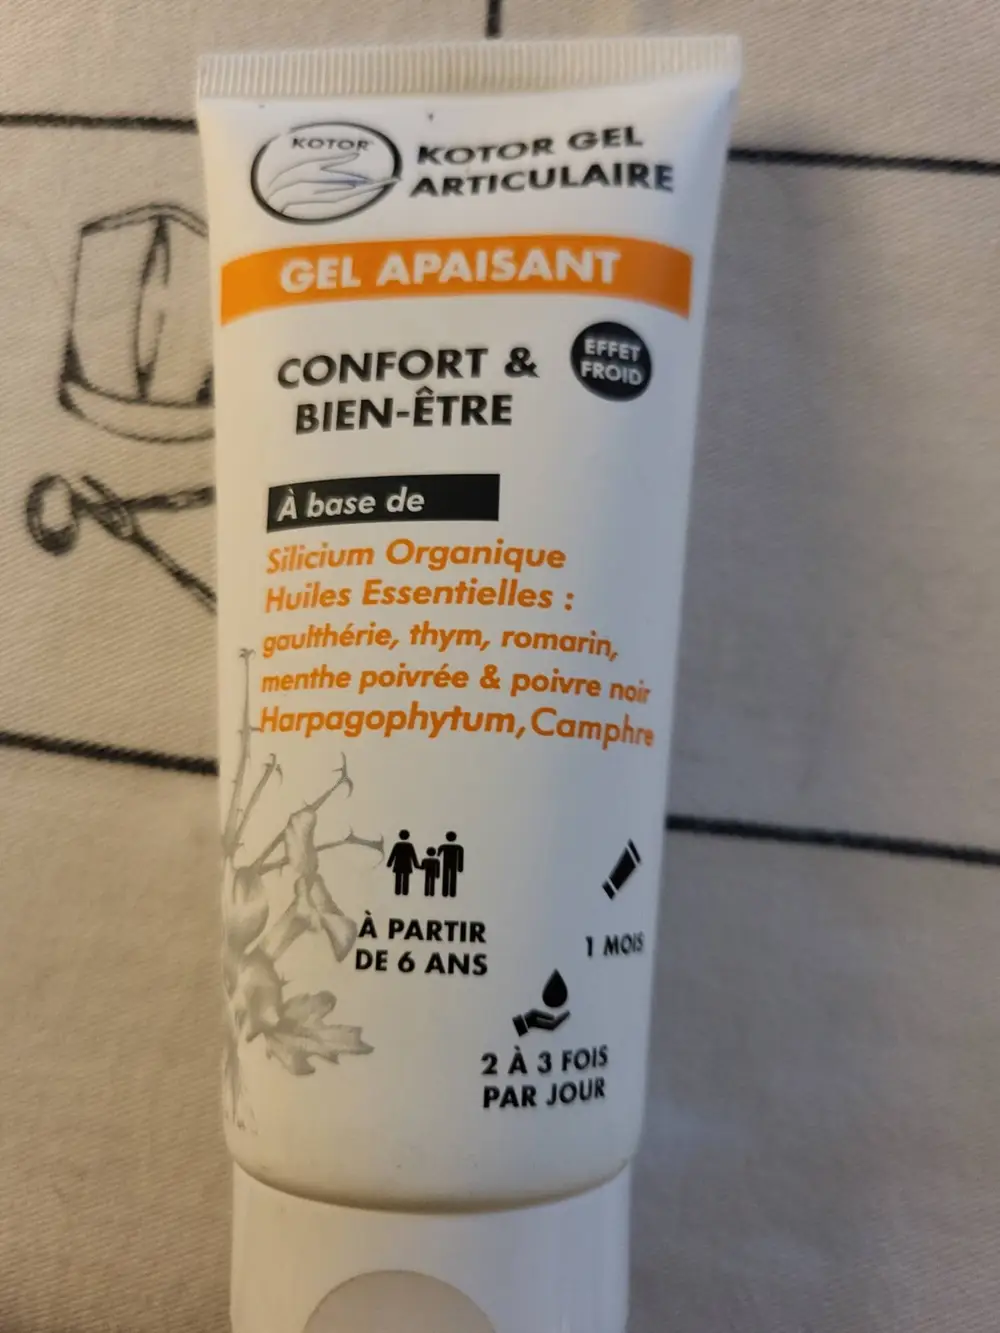 KOTOR
KOTOR GEL
ARTICULAIRE
GEL APAISANT
CONFORT &
BIEN-ÊTRE
EFFET
FROID
À base de
Silicium Organique
Huiles Essentielles :
gaulthérie, thym, romarin,
menthe poivrée & poivre noir
Harpagophytum, Camphre
À PARTIR
DE 6 ANS
1 MOIS
2 À 3 FOIS
PAR JOUR